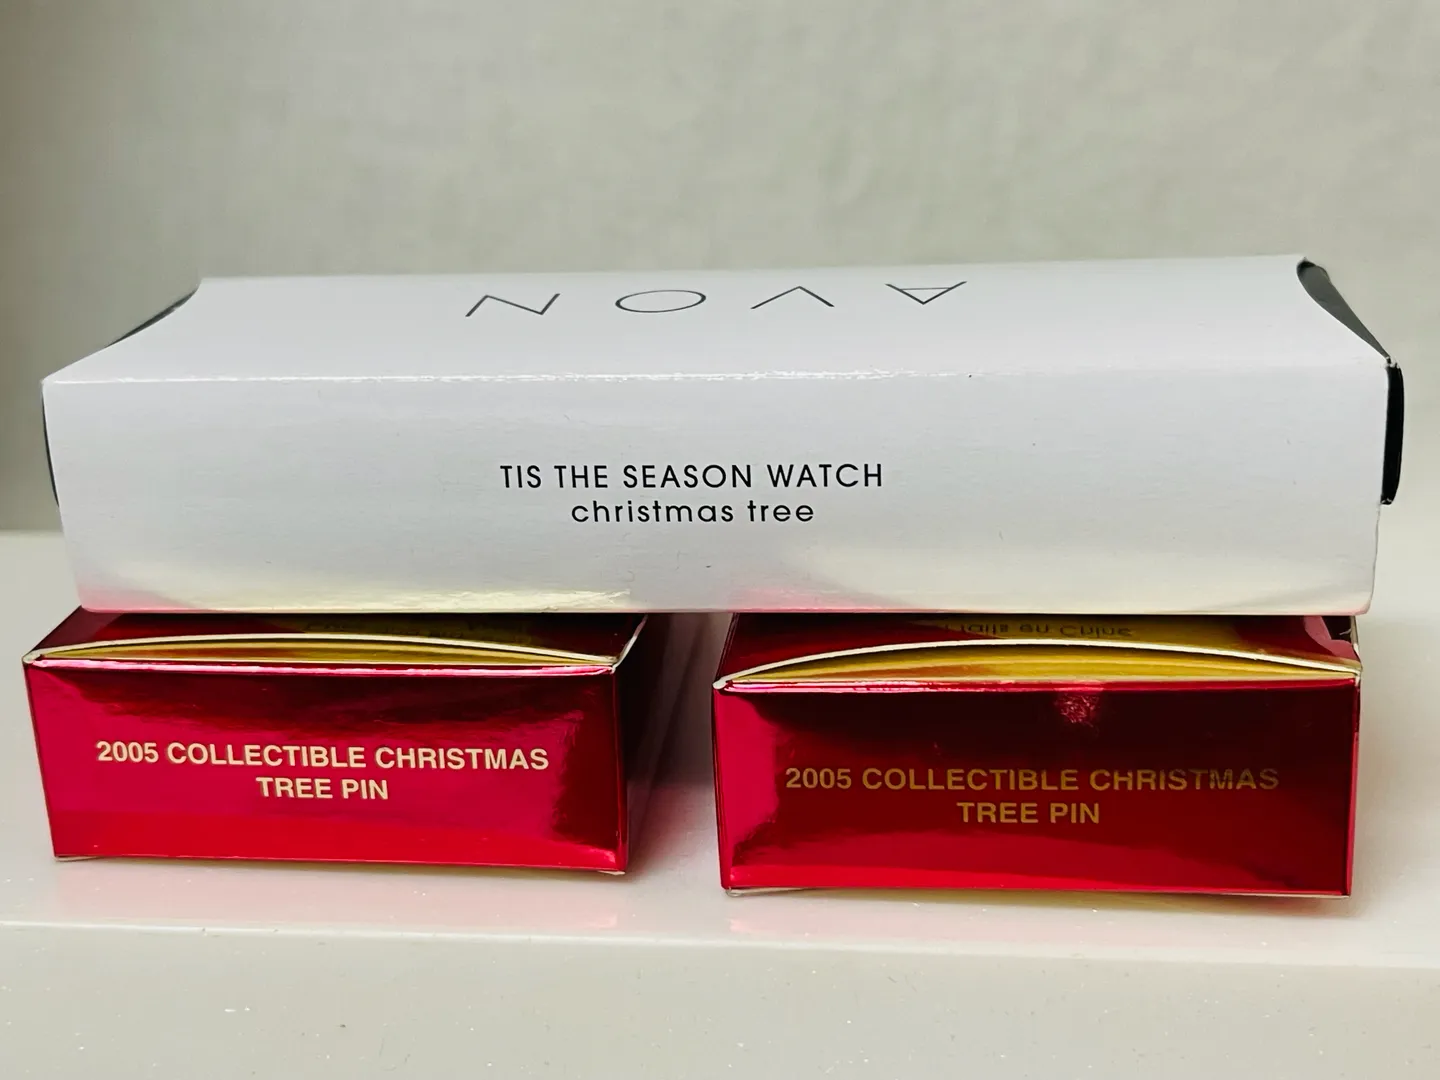 AVON
TIS THE SEASON WATCH
christmas tree
2005 COLLECTIBLE CHRISTMAS
TREE PIN
2005 COLLECTIBLE CHRISTMAS
TREE PIN